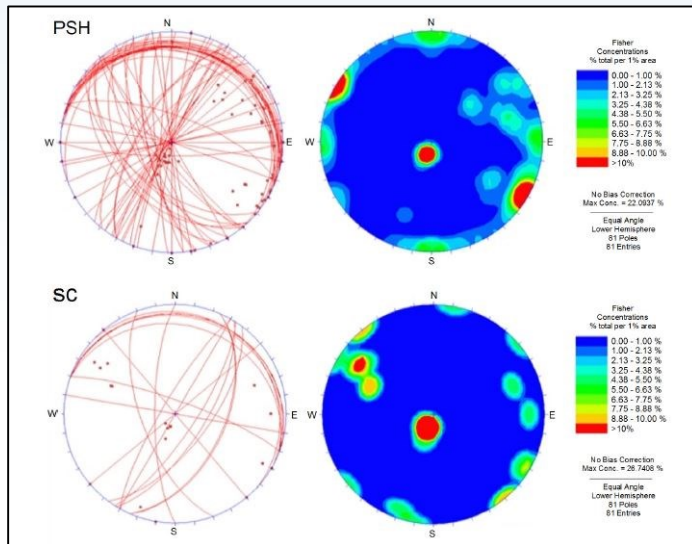 PSH
N
W
E
S
N
W
E
S
Fisher
Concentrations
% total per 1% area
0.00 - 1.00 %
1.00 - 2.13 %
2.13 - 3.25 %
3.25 - 4.38 %
4.38 - 5.50 %
5.50 - 6.63 %
6.63 - 7.75 %
7.75 - 8.88 %
8.88 - 10.00 %
>10%
No Bias Correction
Max Conc. = 22.0937 %
Equal Angle
Lower Hemisphere
81 Poles
81 Entries
SC
N
W
E
S
N
W
E
S
Fisher
Concentrations
% total per 1% area
0.00 - 1.00 %
1.00 - 2.13 %
2.13 - 3.25 %
3.25 - 4.38 %
4.38 - 5.50 %
5.50 - 6.63 %
6.63 - 7.75 %
7.75 - 8.88 %
8.88 - 10.00 %
>10%
No Bias Correction
Max Conc. = 26.7408 %
Equal Angle
Lower Hemisphere
81 Poles
81 Entries